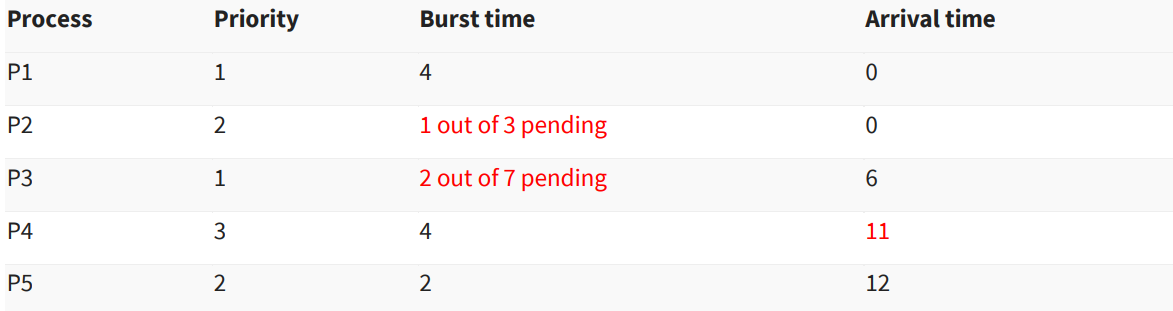 Process Priority Burst time Arrival time
P1 1 4 0
P2 2 1 out of 3 pending 0
P3 1 2 out of 7 pending 6
P4 3 4 11
P5 2 2 12